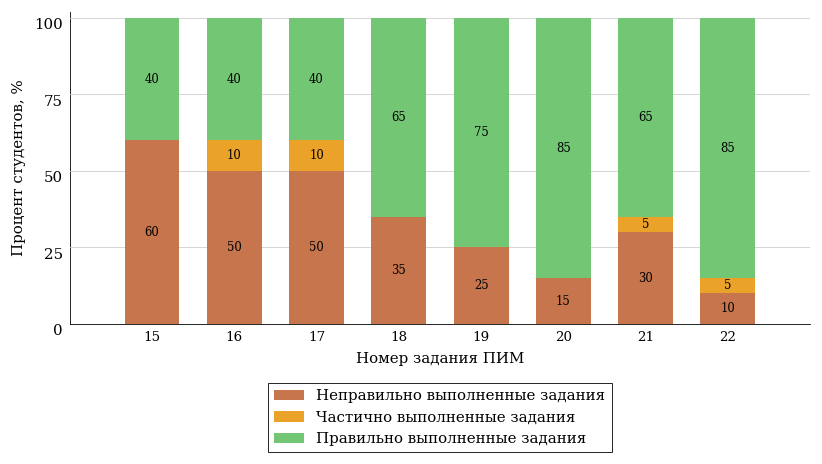 Процент студентов, %
100
75
50
25
0
40 40 40 65 75 85 65 85
10 10 5 5
60 50 50 35 25 15 30 10
15 16 17 18 19 20 21 22
Номер задания ПИМ
Неправильно выполненные задания
Частично выполненные задания
Правильно выполненные задания